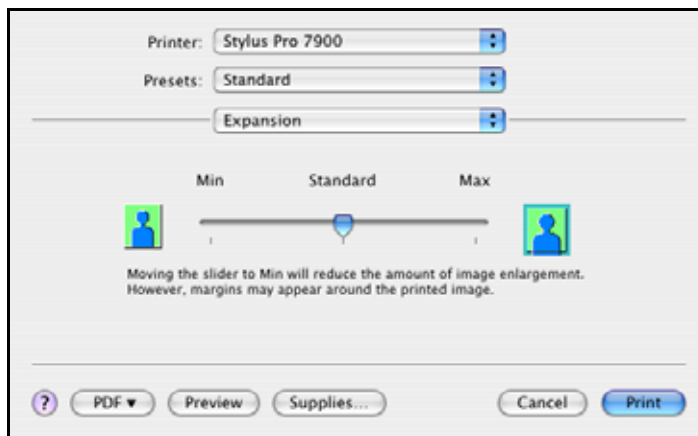 Printer: Stylus Pro 7900
Presets: Standard
Expansion
Min Standard Max
Moving the slider to Min will reduce the amount of image enlargement.
However, margins may appear around the printed image.
? PDF ▼ Preview Supplies... Cancel Print